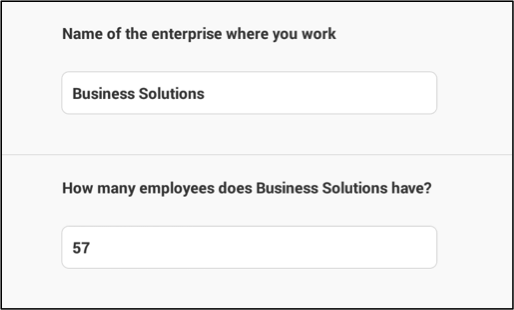 Name of the enterprise where you work
Business Solutions
How many employees does Business Solutions have?
57